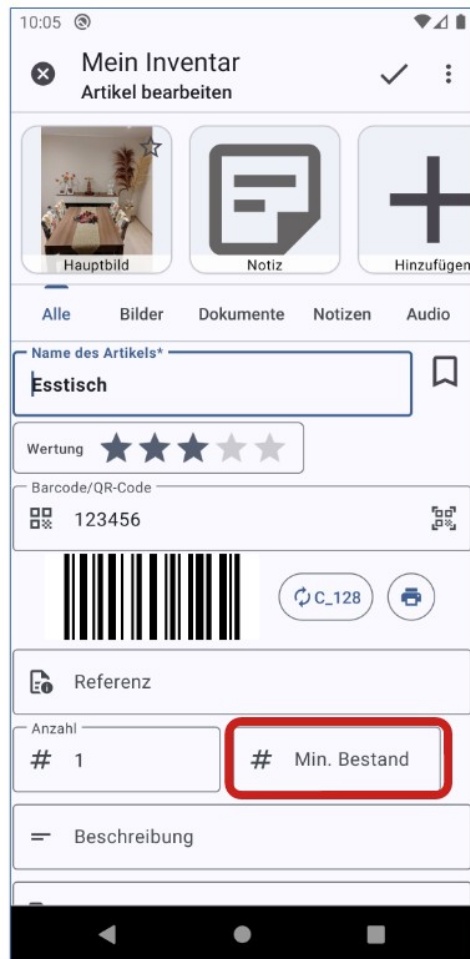 10:05
Mein Inventar
Artikel bearbeiten
Hauptbild
Notiz
Hinzufügen
Alle Bilder Dokumente Notizen Audio
Name des Artikels*
Esstisch
Wertung
Barcode/QR-Code
123456
C_128
Referenz
Anzahl
# 1
# Min. Bestand
Beschreibung